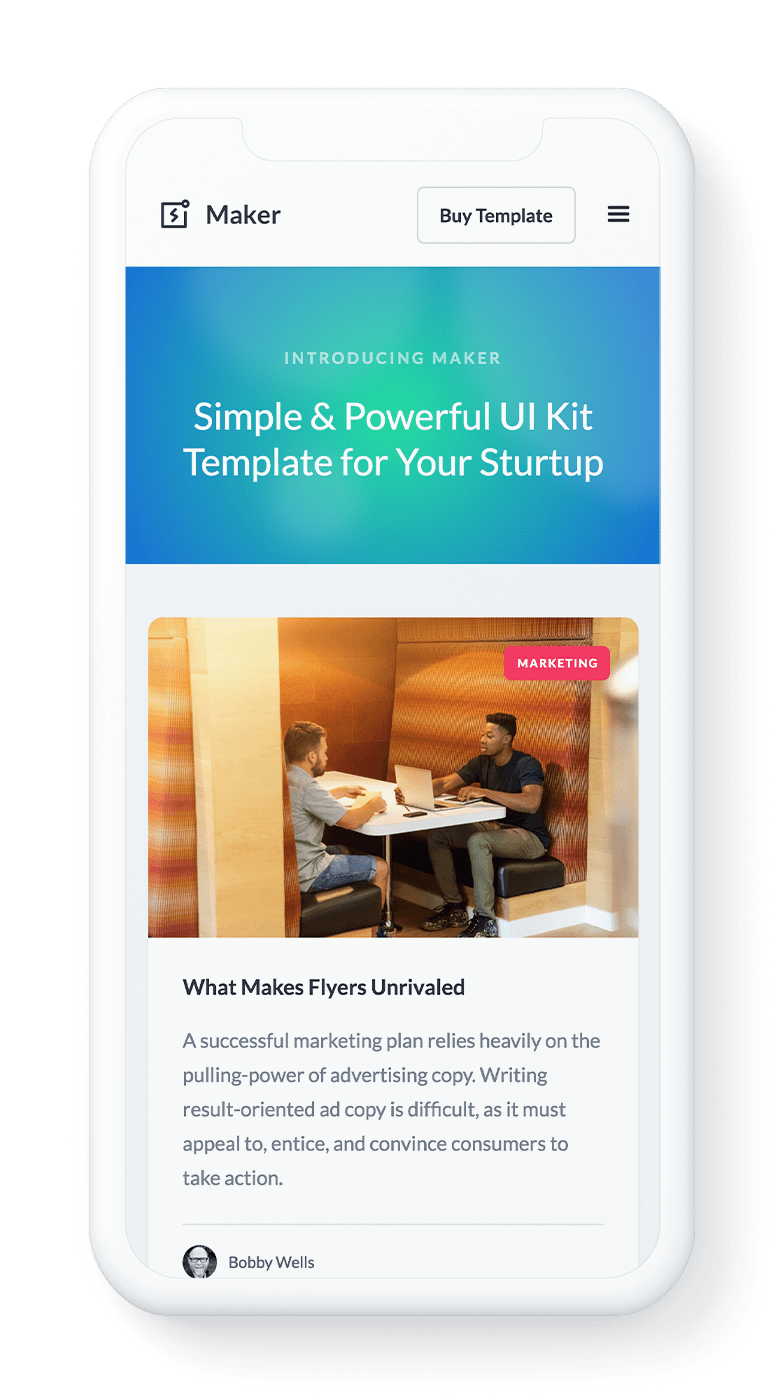 Maker
Buy Template
INTRODUCING MAKER
Simple & Powerful UI Kit
Template for Your Sturtup
MARKETING
What Makes Flyers Unrivaled
A successful marketing plan relies heavily on the
pulling-power of advertising copy. Writing
result-oriented ad copy is difficult, as it must
appeal to, entice, and convince consumers to
take action.
Bobby Wells